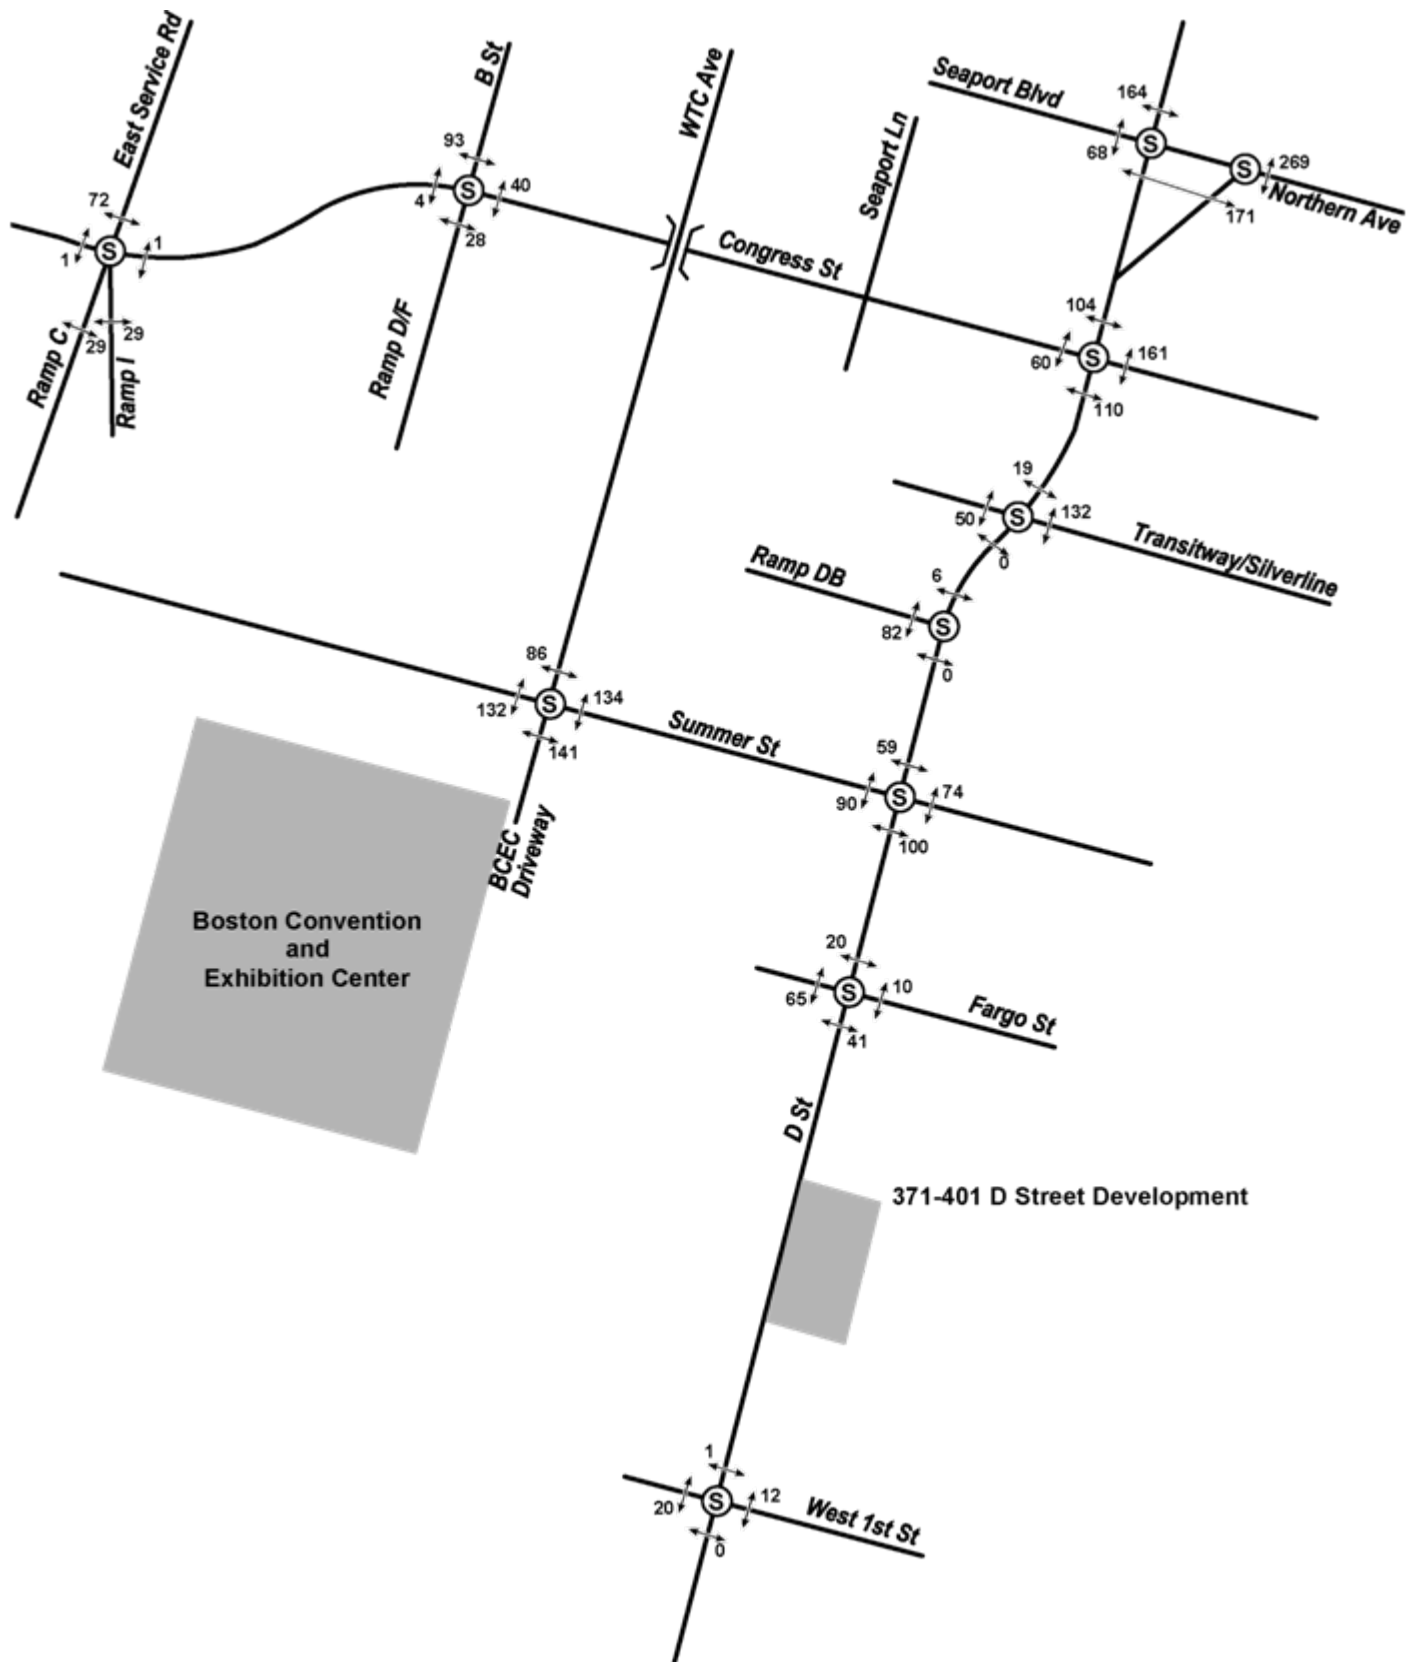 East Service Rd
B St
WTC Ave
Seaport Ln
Seaport Blvd
164
68
S
S
269
Northern Ave
171
72
1
S
1
93
4
S
40
28
Congress St
104
60
S
161
110
29
29
Ramp C
Ramp I
Ramp D/F
19
50
S
132
0
Transitway/Silverline
Ramp DB
6
82
S
0
86
132
S
134
141
Summer St
59
90
S
74
100
BCEC
Driveway
Boston Convention
and
Exhibition Center
20
65
S
10
41
Fargo St
D St
371-401 D Street Development
1
20
S
12
0
West 1st St